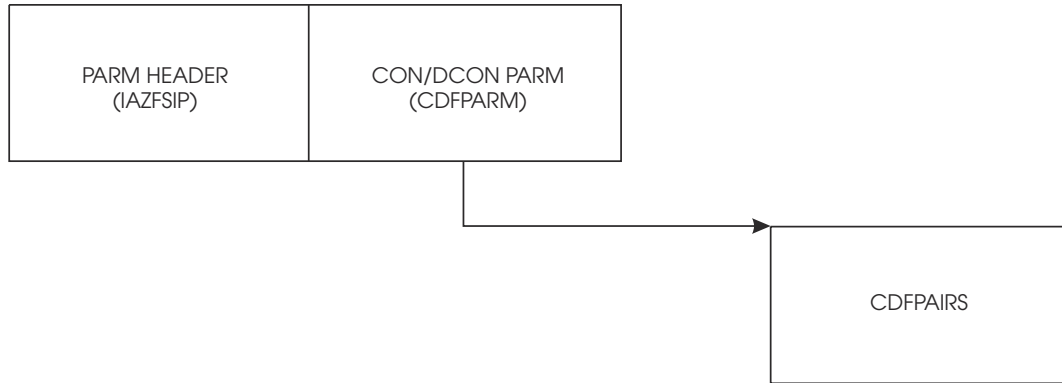 PARM HEADER
(IAZFSIP)
CON/DCON PARM
(CDFPARM)
CDFPAIRS